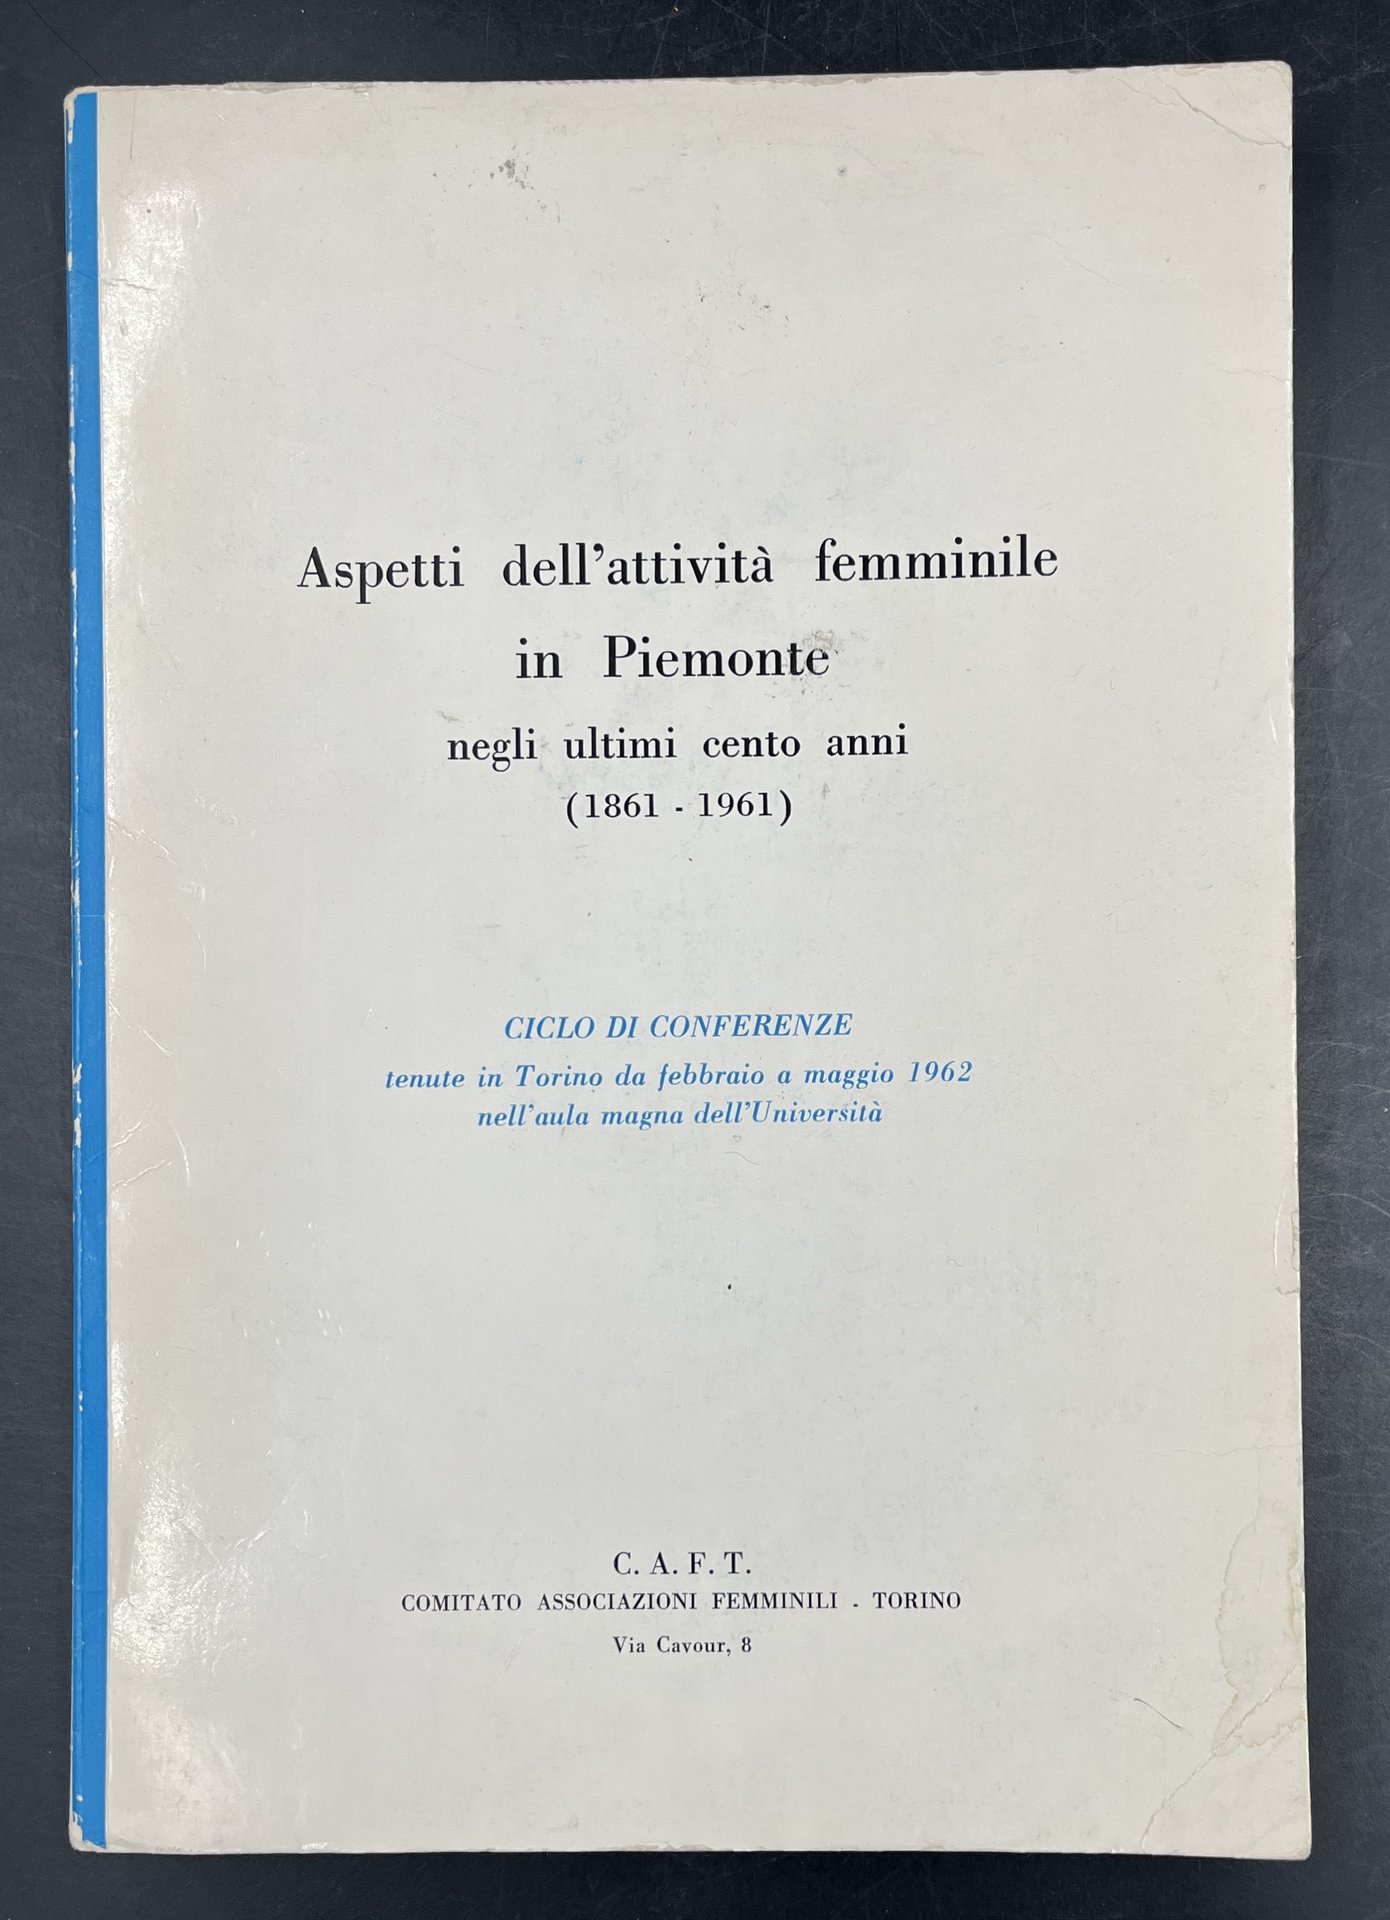 Aspetti dell'attività femminile
in Piemonte
negli ultimi cento anni
(1861 - 1961)
CICLO DI CONFERENZE
tenute in Torino da febbraio a maggio 1962
nell'aula magna dell'Università
C. A. F. T.
COMITATO ASSOCIAZIONI FEMMINILI - TORINO
Via Cavour, 8